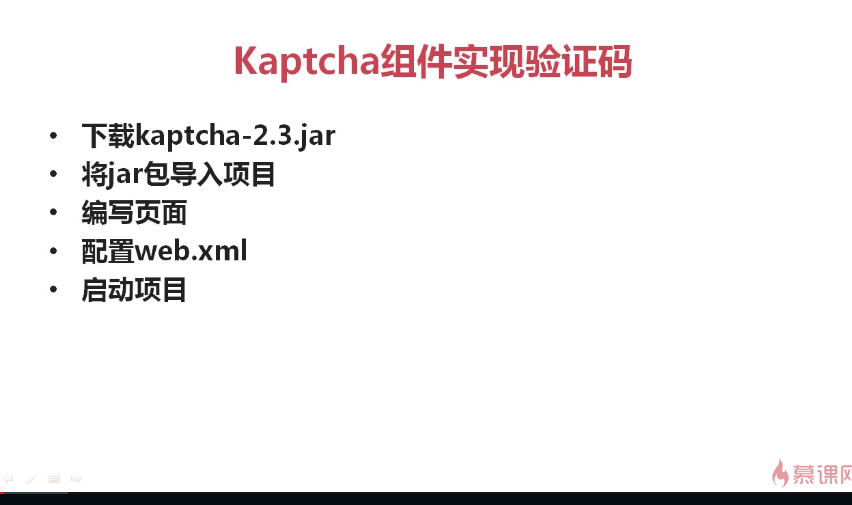 Kaptcha组件实现验证码
• 下载kaptcha-2.3.jar
• 将jar包导入项目
• 编写页面
• 配置web.xml
• 启动项目
慕课网